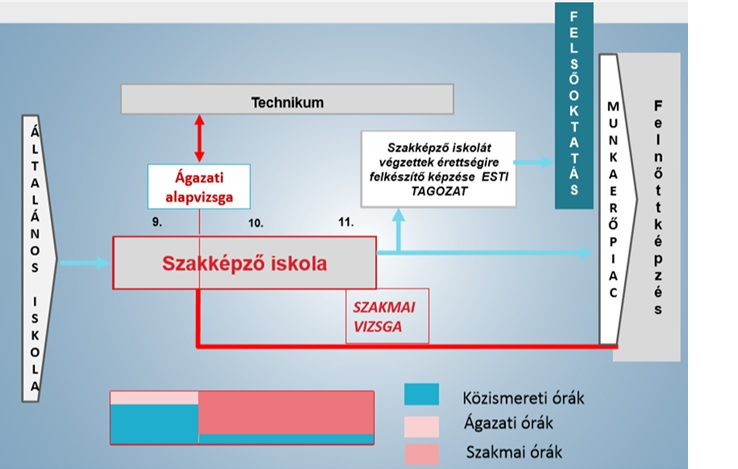 FELSŐOKTATÁS
MUNKAERŐPIAC
Felnőttképzés
ÁLTALÁNOS ISKOLA
Technikum
Szakképző iskolát
végzettek érettségire
felkészítő képzése ESTI
TAGOZAT
Ágazati
alapvizsga
9.
10.
11.
Szakképző iskola
SZAKMAI
VIZSGA
Közismereti órák
Ágazati órák
Szakmai órák